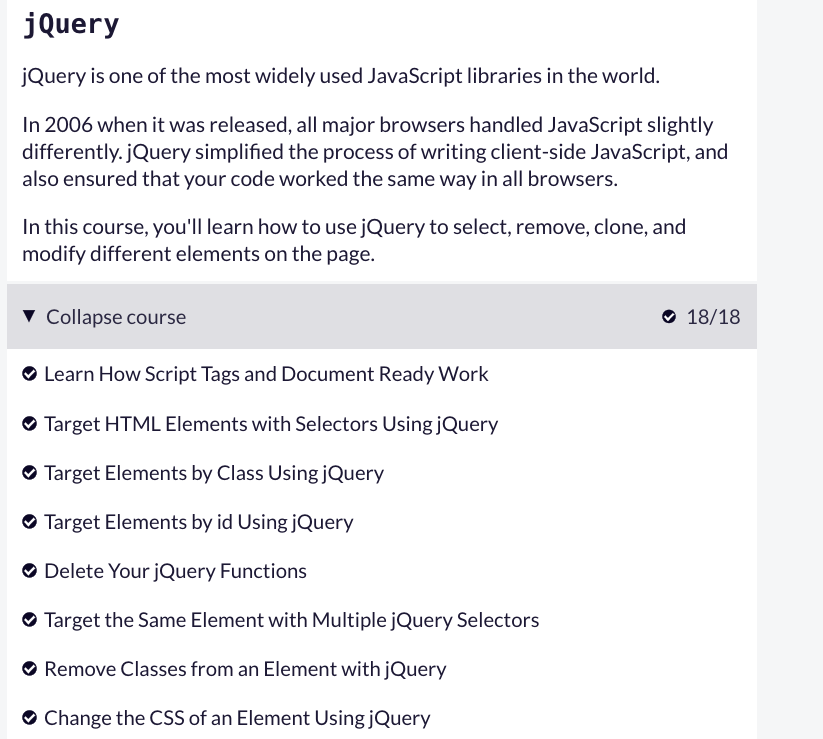 jQuery
jQuery is one of the most widely used JavaScript libraries in the world.
In 2006 when it was released, all major browsers handled JavaScript slightly
differently. jQuery simplified the process of writing client-side JavaScript, and
also ensured that your code worked the same way in all browsers.
In this course, you'll learn how to use jQuery to select, remove, clone, and
modify different elements on the page.
Collapse course 18/18
Learn How Script Tags and Document Ready Work
Target HTML Elements with Selectors Using jQuery
Target Elements by Class Using jQuery
Target Elements by id Using jQuery
Delete Your jQuery Functions
Target the Same Element with Multiple jQuery Selectors
Remove Classes from an Element with jQuery
Change the CSS of an Element Using jQuery